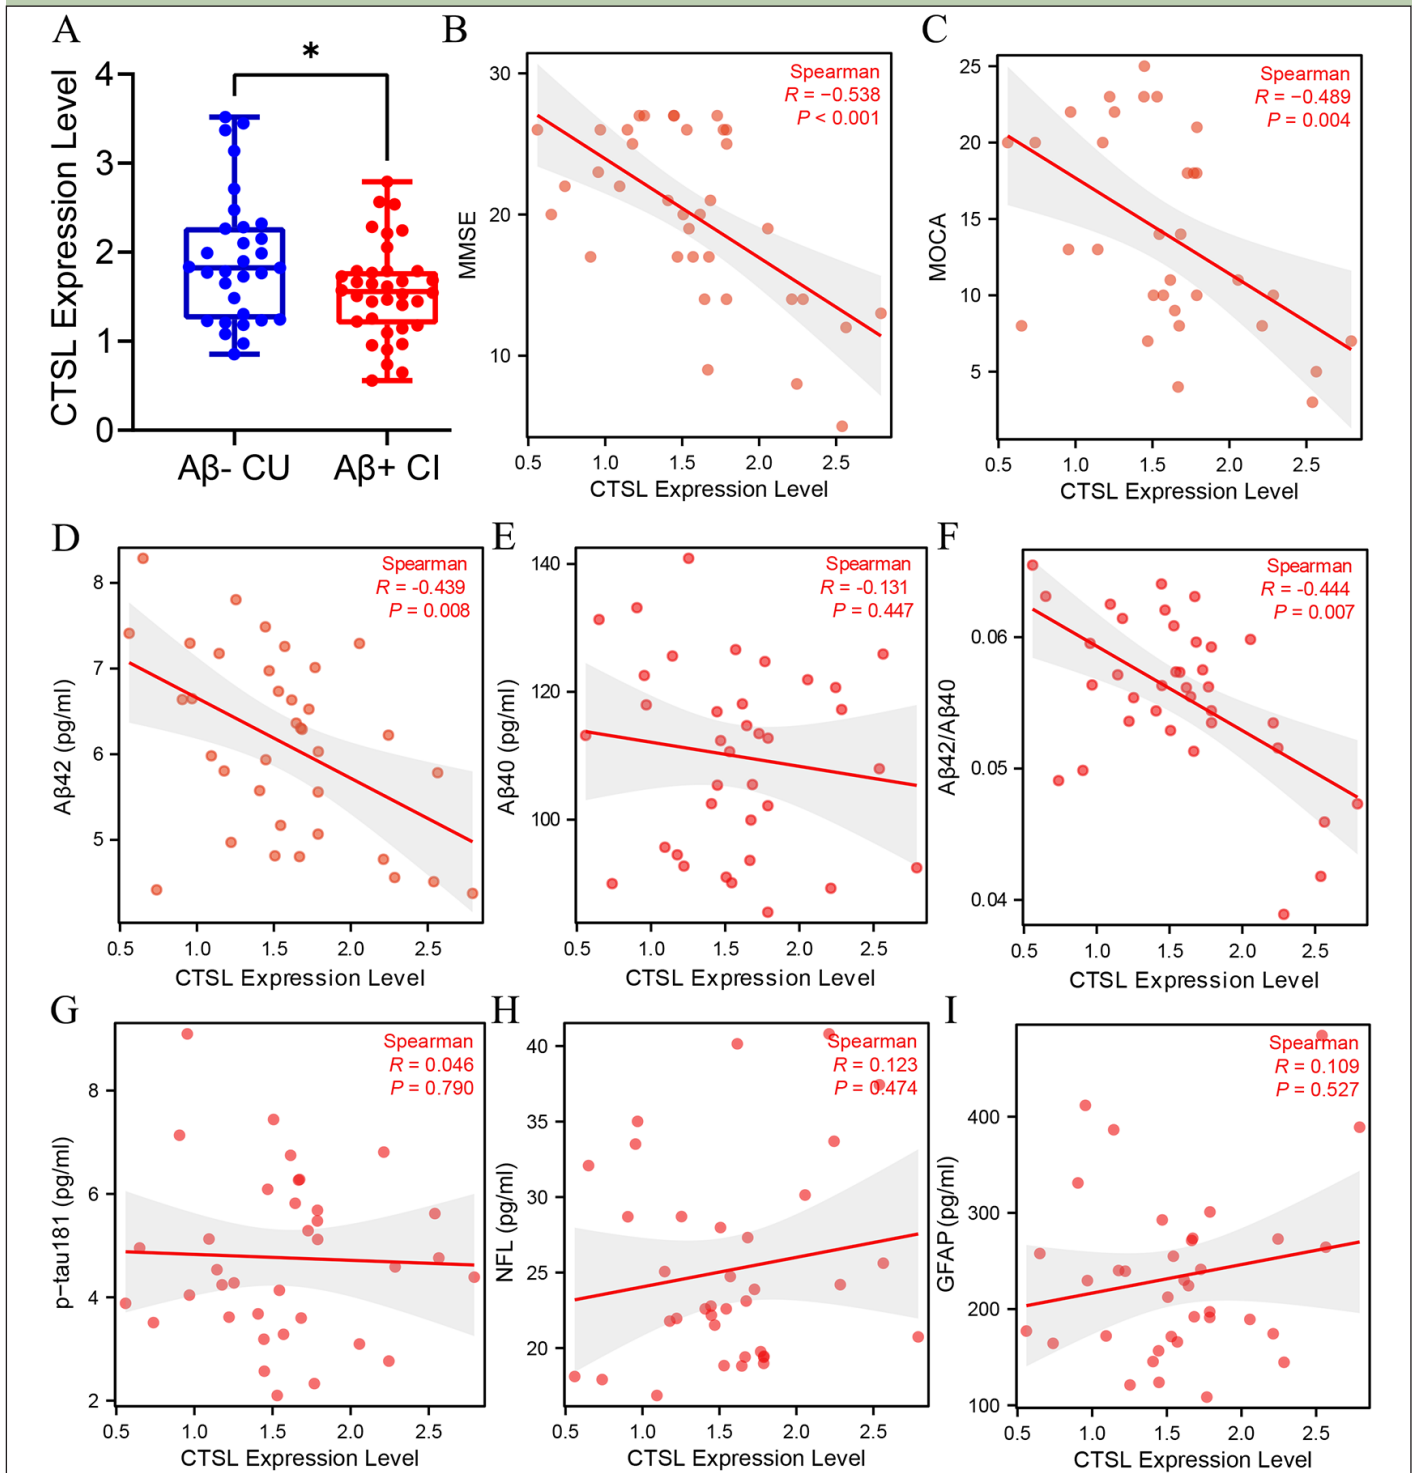 A
*
CTSL Expression Level
4
3
2
1
0
Aβ- CU
Aβ+ CI
B
Spearman
R = −0.538
P < 0.001
MMSE
30
20
10
0.5 1.0 1.5 2.0 2.5
CTSL Expression Level
C
Spearman
R = −0.489
P = 0.004
MOCA
25
20
15
10
5
0.5 1.0 1.5 2.0 2.5
CTSL Expression Level
D
Spearman
R = -0.439
P = 0.008
Aβ42 (pg/ml)
8
7
6
5
0.5 1.0 1.5 2.0 2.5
CTSL Expression Level
E
Spearman
R = -0.131
P = 0.447
Aβ40 (pg/ml)
140
120
100
0.5 1.0 1.5 2.0 2.5
CTSL Expression Level
F
Spearman
R = -0.444
P = 0.007
Aβ42/Aβ40
0.06
0.05
0.04
0.5 1.0 1.5 2.0 2.5
CTSL Expression Level
G
Spearman
R = 0.046
P = 0.790
p-tau181 (pg/ml)
8
6
4
2
0.5 1.0 1.5 2.0 2.5
CTSL Expression Level
H
Spearman
R = 0.123
P = 0.474
NFL (pg/ml)
40
35
30
25
20
0.5 1.0 1.5 2.0 2.5
CTSL Expression Level
I
Spearman
R = 0.109
P = 0.527
GFAP (pg/ml)
400
300
200
100
0.5 1.0 1.5 2.0 2.5
CTSL Expression Level